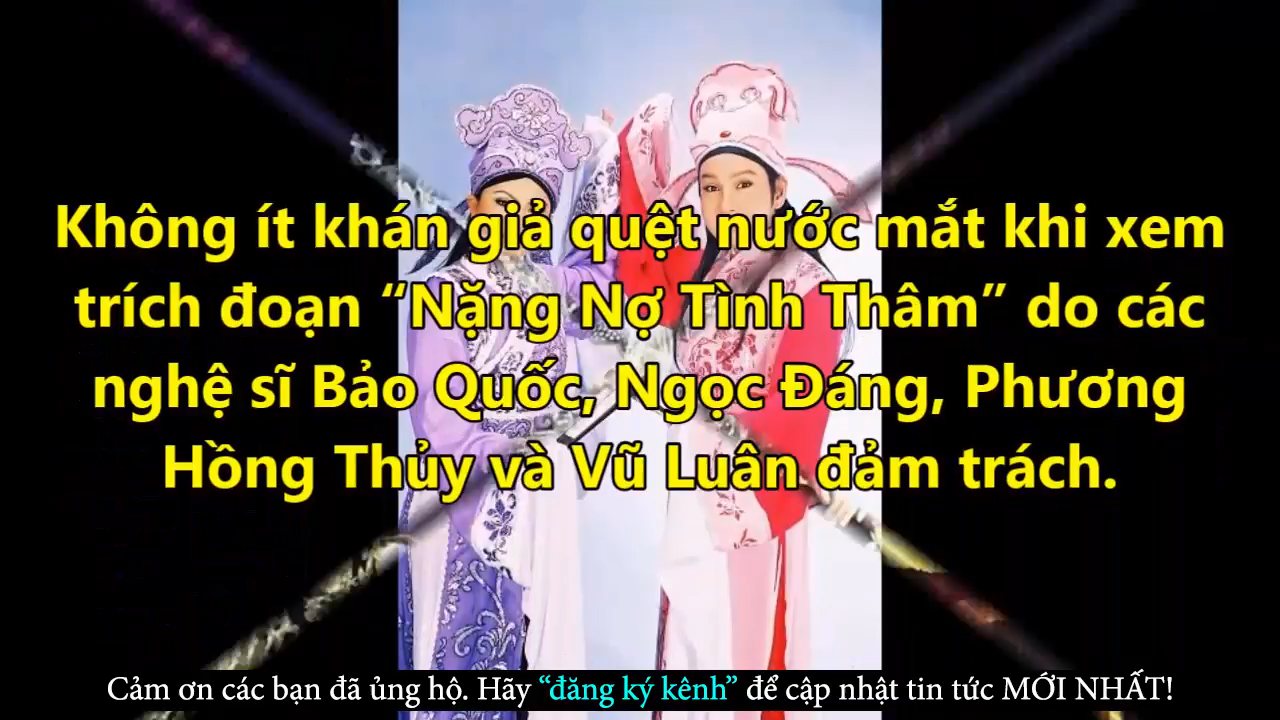 Không ít khán giả quệt nước mắt khi xem
trích đoạn “Nặng Nợ Tình Thâm” do các
nghệ sĩ Bảo Quốc, Ngọc Đáng, Phương
Hồng Thủy và Vũ Luân đảm trách.
Cảm ơn các bạn đã ủng hộ. Hãy “đăng ký kênh” để cập nhật tin tức MỚI NHẤT!